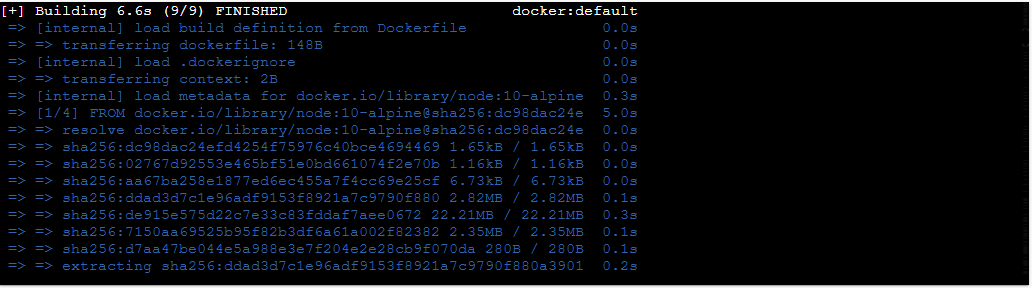 [+] Building 6.6s (9/9) FINISHED docker:default
=> [internal] load build definition from Dockerfile 0.0s
=> => transferring dockerfile: 148B 0.0s
=> [internal] load .dockerignore 0.0s
=> => transferring context: 2B 0.0s
=> [internal] load metadata for docker.io/library/node:10-alpine 0.3s
=> [1/4] FROM docker.io/library/node:10-alpine@sha256:dc98dac24e 5.0s
=> => resolve docker.io/library/node:10-alpine@sha256:dc98dac24e 0.0s
=> => sha256:dc98dac24efd4254f75976c40bce4694469 1.65kB / 1.65kB 0.0s
=> => sha256:02767d92553e465bf51e0bd661074f2e70b 1.16kB / 1.16kB 0.0s
=> => sha256:aa67ba258e1877ed6ec455a7f4cc69e25cf 6.73kB / 6.73kB 0.0s
=> => sha256:ddad3d7c1e96adf9153f8921a7c9790f880 2.82MB / 2.82MB 0.1s
=> => sha256:de915e575d22c7e33c83fddaf7aee0672 22.21MB / 22.21MB 0.3s
=> => sha256:7150aa69525b95f82b3df6a61a002f82382 2.35MB / 2.35MB 0.1s
=> => sha256:d7aa47be044e5a988e3e7f204e2e28cb9f070da 280B / 280B 0.1s
=> => extracting sha256:ddad3d7c1e96adf9153f8921a7c9790f880a3901 0.2s